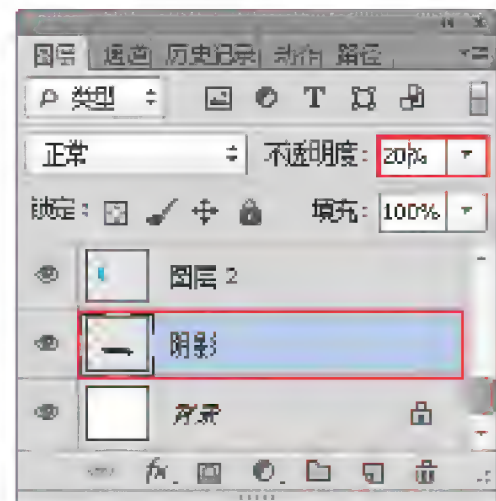 图层 通道 历史记录 动作 路径
类型 T
正常 不透明度: 20%
锁定: 填充: 100%
图层 2
阴影
背景
fx